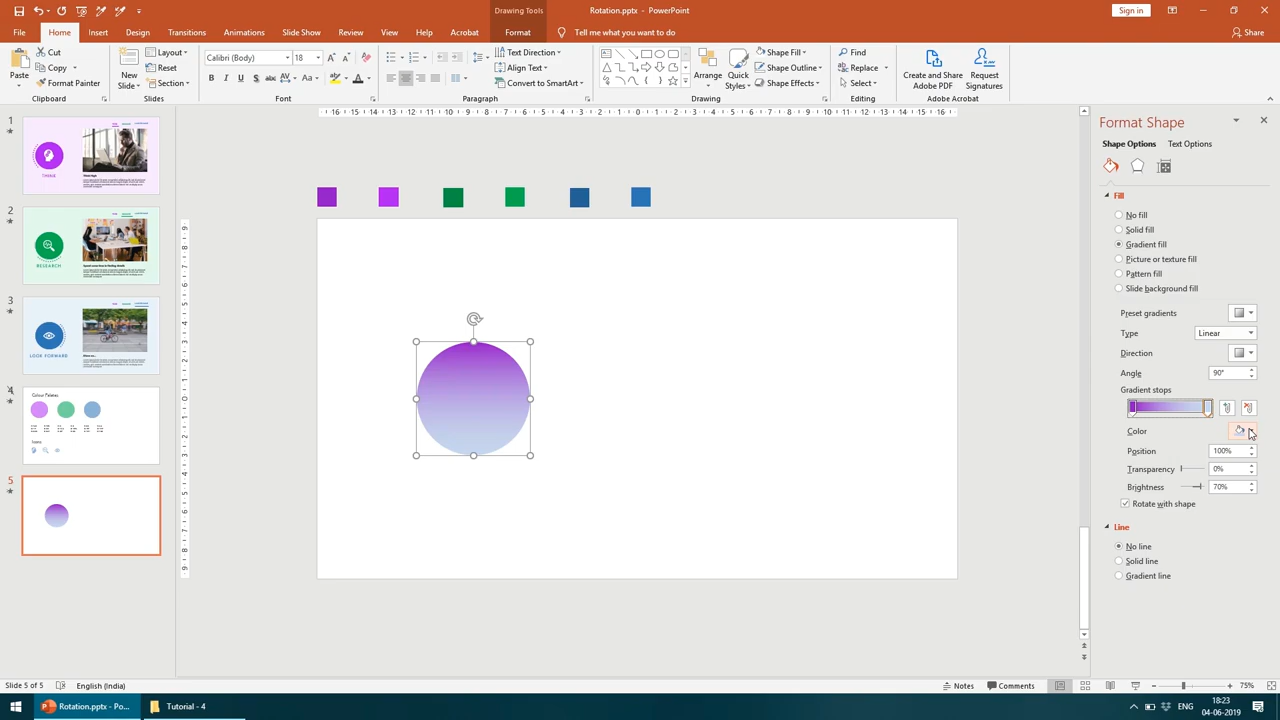 Drawing Tools
Rotation.pptx - PowerPoint
Sign in
File Home Insert Design Transitions Animations Slide Show Review View Help Acrobat Format Tell me what you want to do Share
Paste
Cut
Copy
Format Painter
Clipboard
New Slide
Layout
Reset
Section
Slides
Calibri (Body) 18
Font
Text Direction
Align Text
Convert to SmartArt
Paragraph
Arrange
Quick Styles
Shape Fill
Shape Outline
Shape Effects
Drawing
Find
Replace
Select
Editing
Create and Share Adobe PDF
Request Signatures
Adobe Acrobat
1
THINK
2
RESEARCH
3
LOOK FORWARD
4
Colour Palates
5
Format Shape
Shape Options Text Options
Fill
No fill
Solid fill
Gradient fill
Picture or texture fill
Pattern fill
Slide background fill
Preset gradients
Type Linear
Direction
Angle 90°
Gradient stops
Color
Position 100%
Transparency 0%
Brightness 70%
Rotate with shape
Line
No line
Solid line
Gradient line
Slide 5 of 5 English (India) Notes Comments 75%
Rotation.pptx - Po... Tutorial - 4 ENG 18:23
04-06-2019